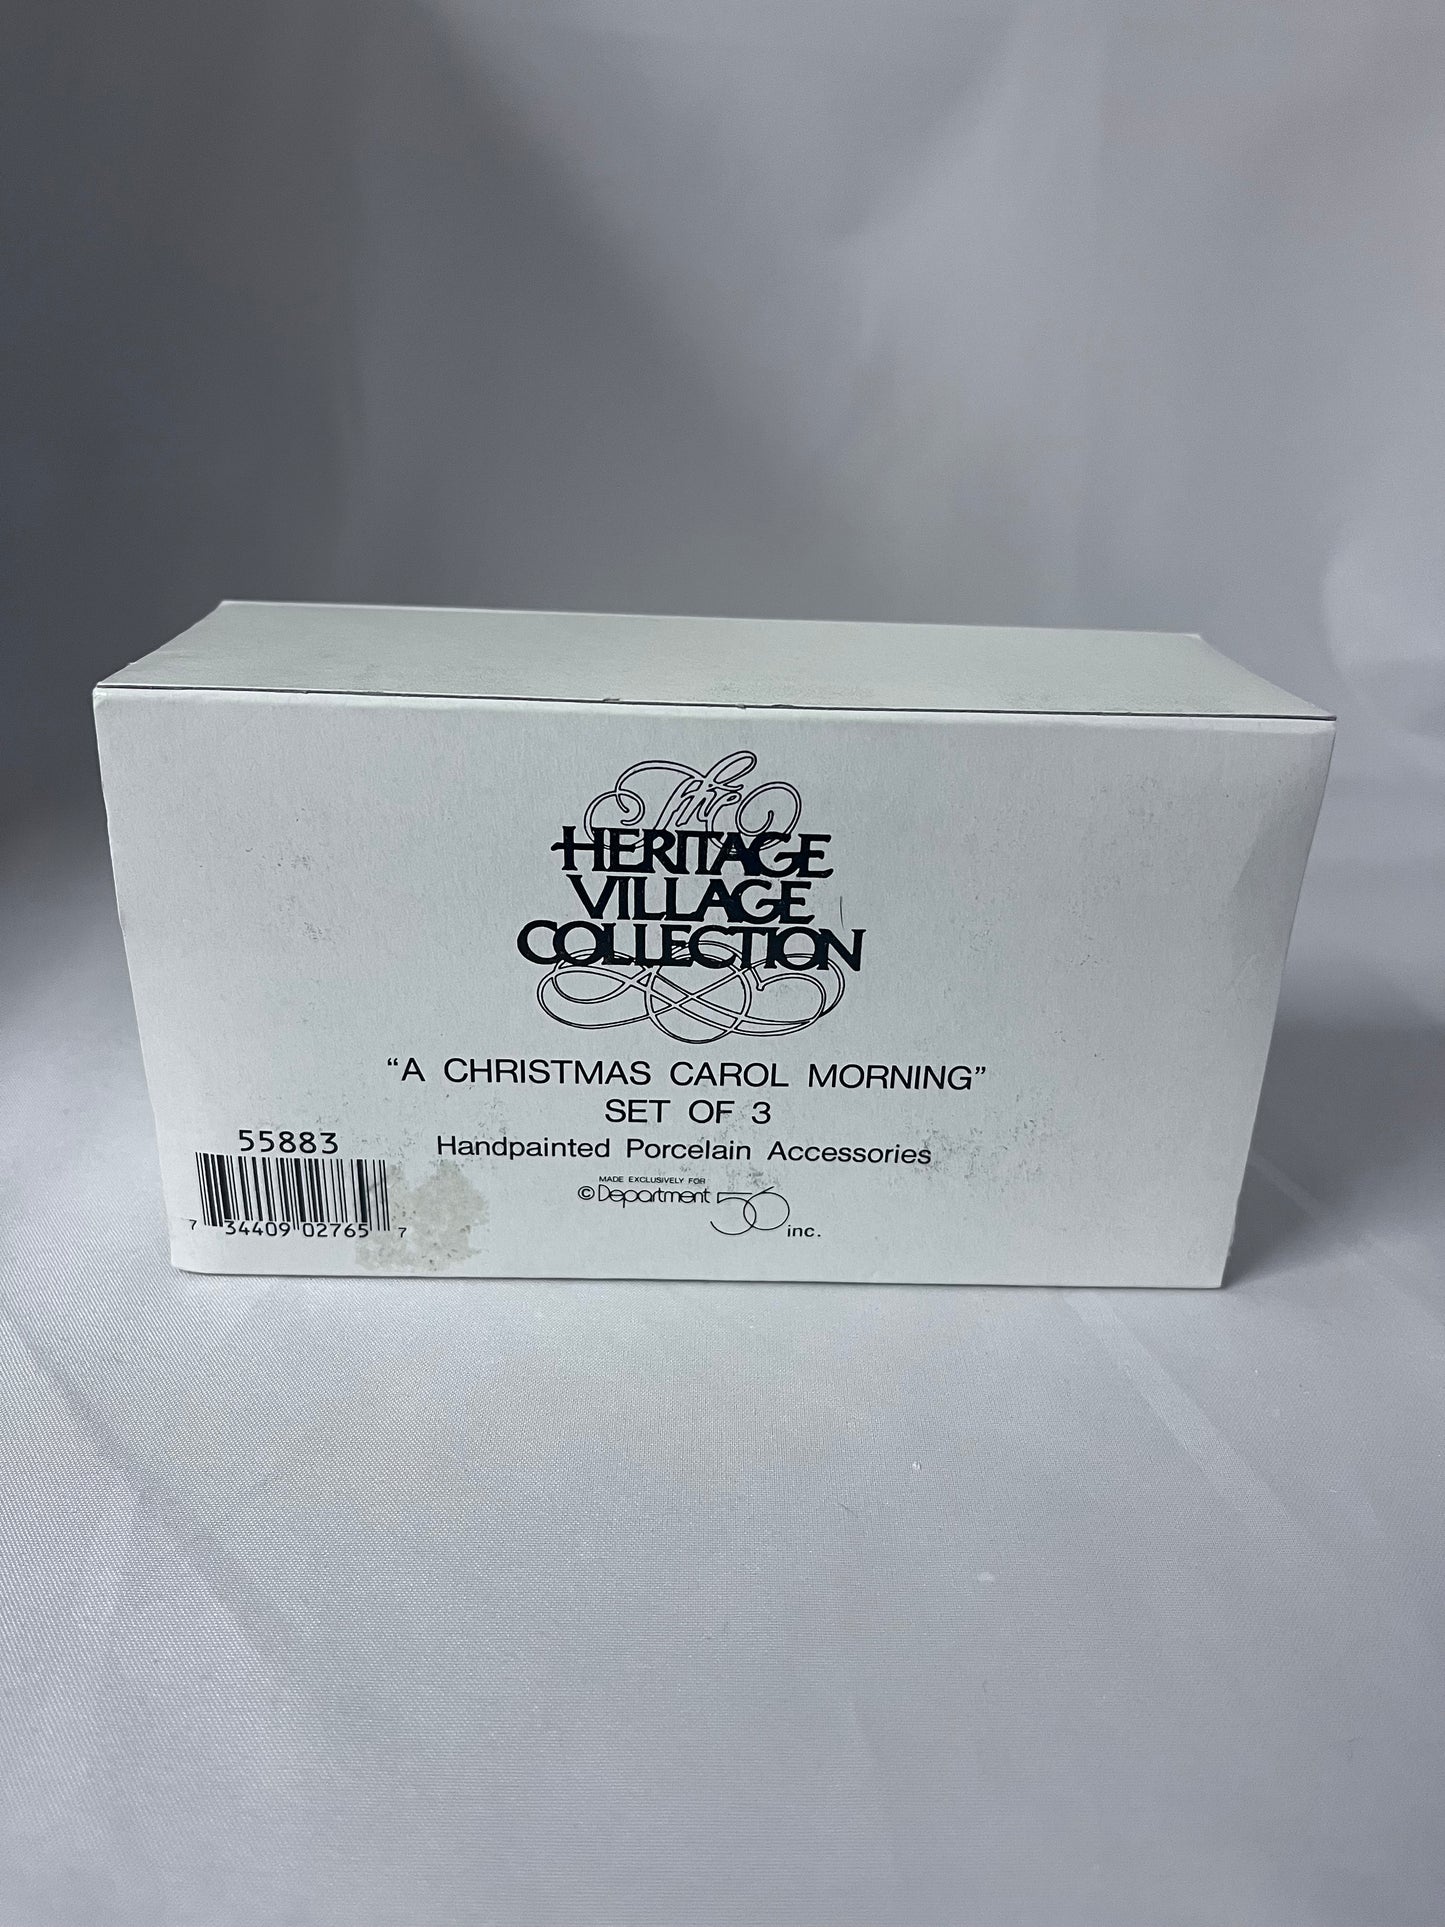 The
HERITAGE
VILLAGE
COLLECTION
“A CHRISTMAS CAROL MORNING”
SET OF 3
Handpainted Porcelain Accessories
MADE EXCLUSIVELY FOR
©Department 56 inc.
55883
7 34409 02765 7